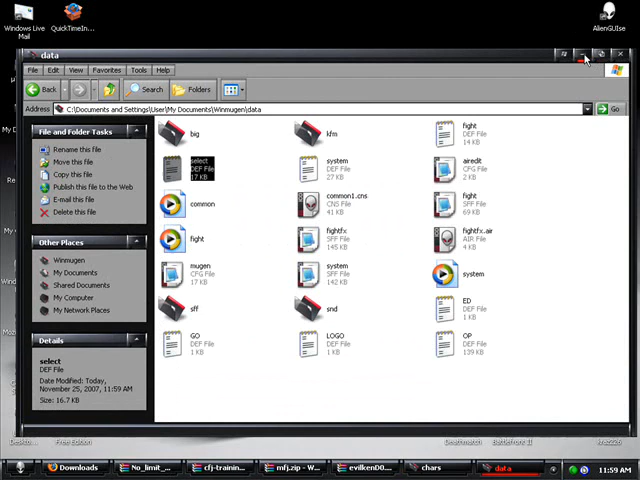 Windows Live
Mail
QuickTimeIn...
AlienGUIse
data
File Edit View Favorites Tools Help
Back Search Folders
Address C:\Documents and Settings\User\My Documents\Winmugen\data Go
File and Folder Tasks
Rename this file
Move this file
Copy this file
Publish this file to the Web
E-mail this file
Delete this file
Other Places
Winmugen
My Documents
Shared Documents
My Computer
My Network Places
Details
select
DEF File
Date Modified: Today,
November 25, 2007, 11:59 AM
Size: 16.7 KB
big
kfm
fight
DEF File
14 KB
select
DEF File
17 KB
system
DEF File
27 KB
airedit
CFG File
2 KB
common
common1.cns
CNS File
41 KB
fight
SFF File
69 KB
fight
fightfx
SFF File
145 KB
fightfx.air
AIR File
4 KB
mugen
CFG File
17 KB
system
SFF File
142 KB
system
sff
snd
ED
DEF File
1 KB
GO
DEF File
1 KB
LOGO
DEF File
1 KB
OP
DEF File
139 KB
Deskto... Free Edition Deathmatch Battlefront II
Downloads No_limit_... cfj-trainin... mfj.zip - W... evilkenD0... chars data 11:59 AM